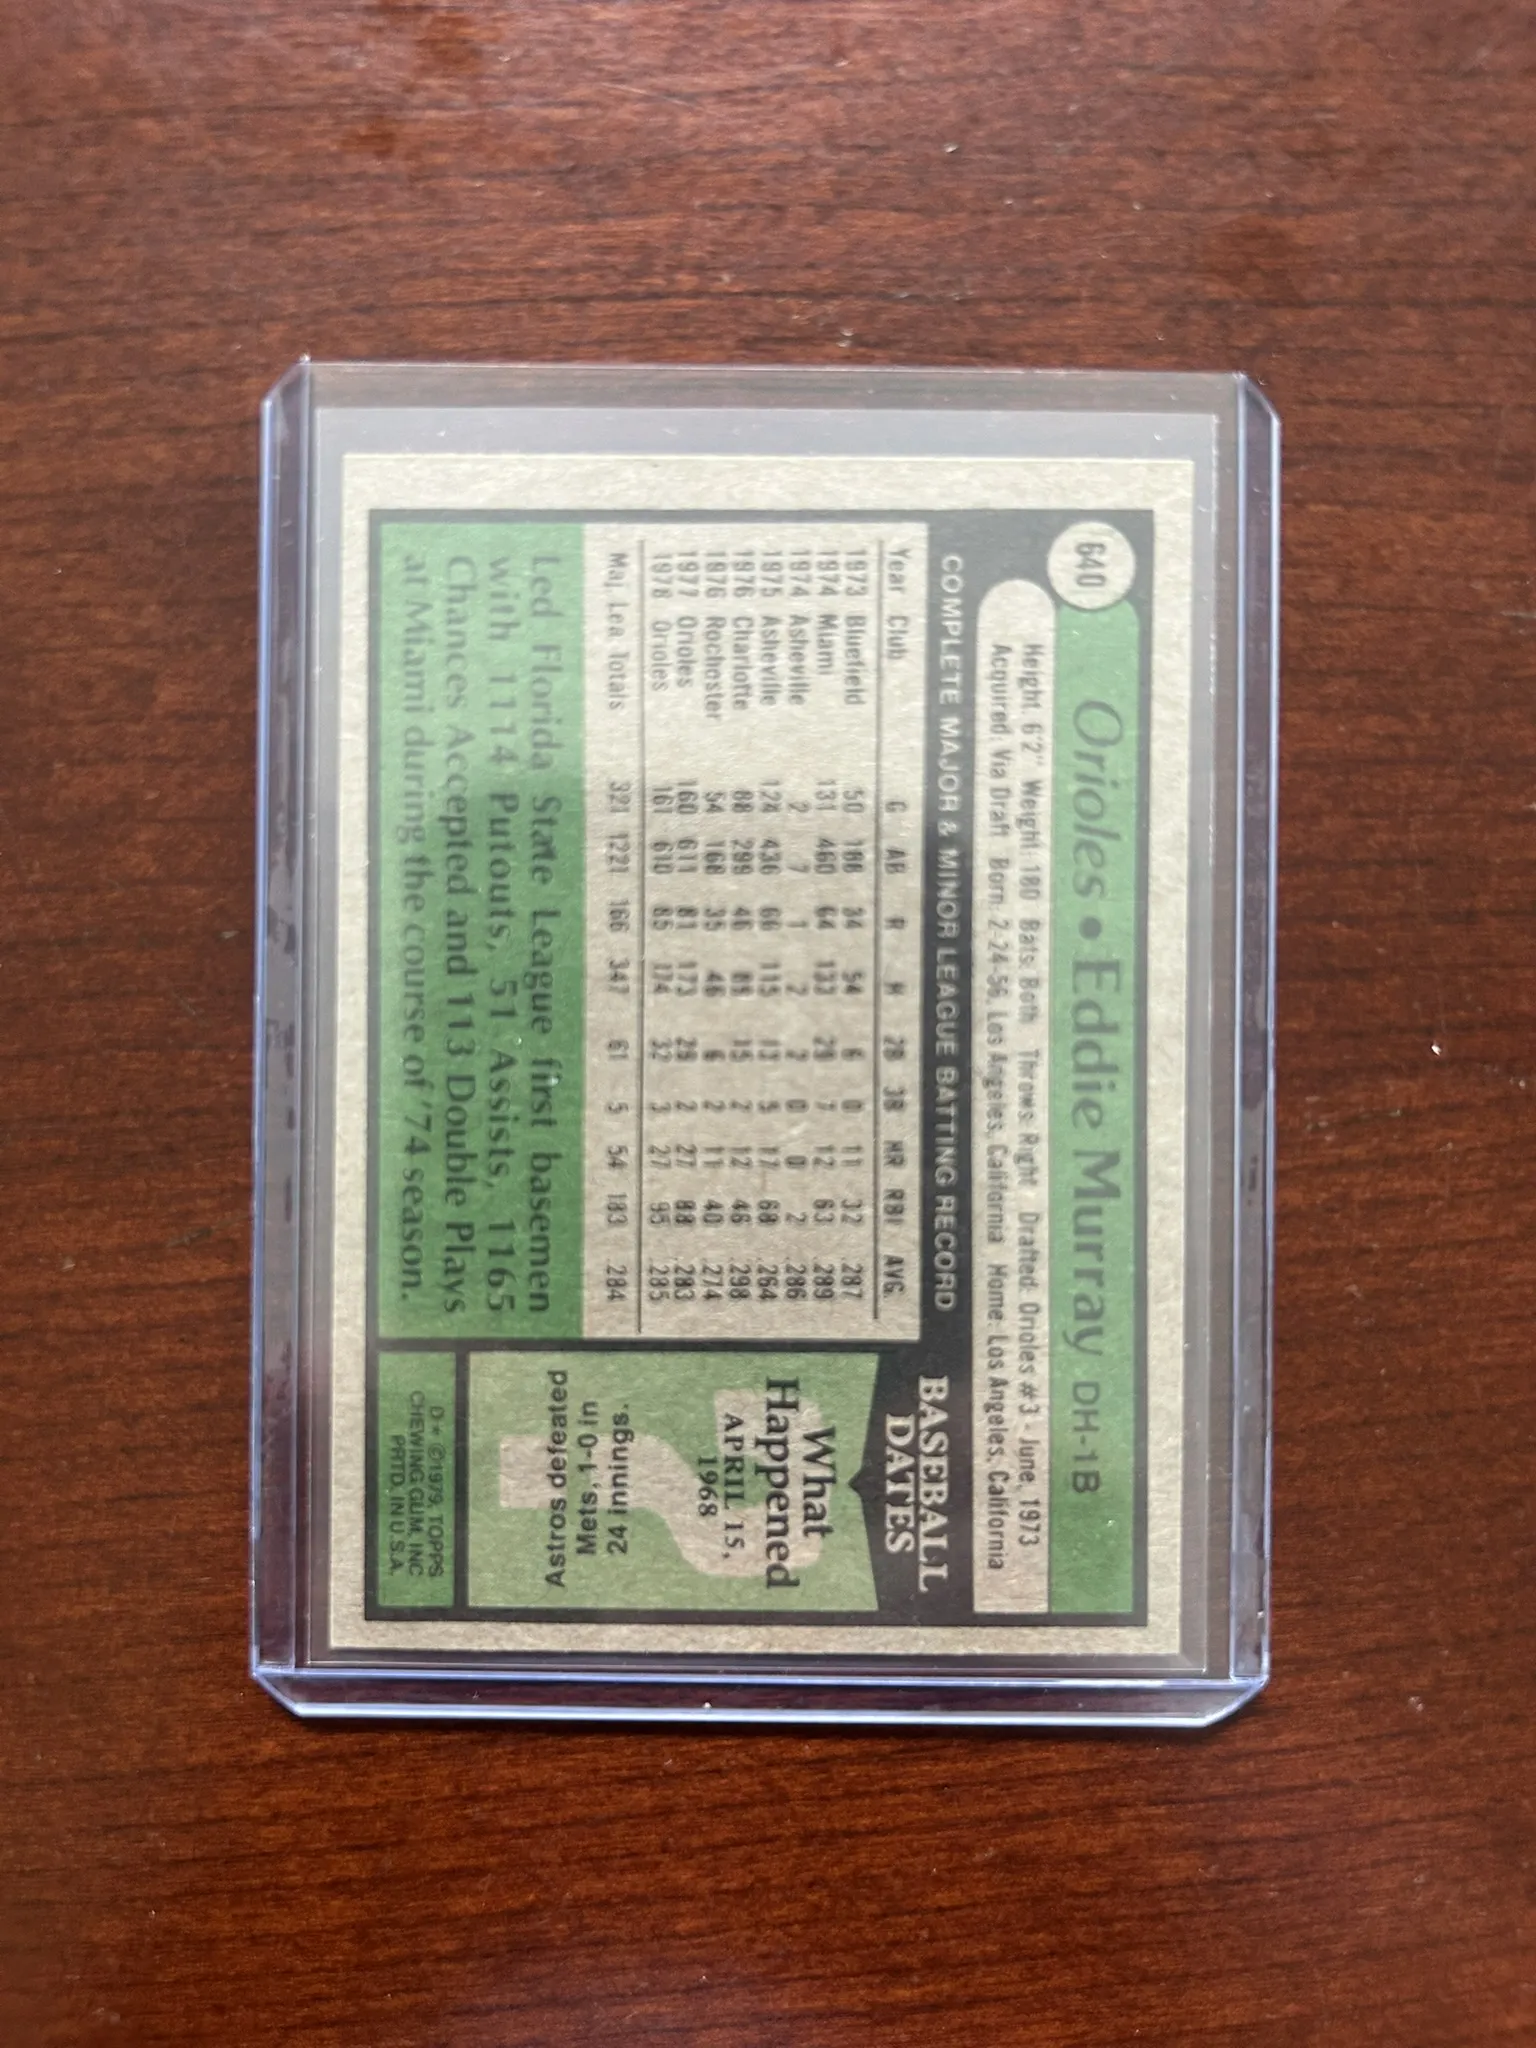 640
Orioles • Eddie Murray DH-1B
Height: 6'2" Weight: 180 Bats: Both Throws: Right Drafted: Orioles #3 - June, 1973
Acquired: Via Draft Born: 2-24-56, Los Angeles, California Home: Los Angeles, California
COMPLETE MAJOR & MINOR LEAGUE BATTING RECORD
Year Club G AB R H 2B 3B HR RBI AVG.
1973 Bluefield 50 188 34 54 6 0 11 32 .287
1974 Miami 131 460 64 133 29 7 12 63 .289
1974 Asheville 2 7 1 2 2 0 0 2 .286
1975 Asheville 124 436 66 115 13 5 17 68 .264
1976 Charlotte 88 299 46 89 15 2 12 46 .298
1976 Rochester 54 168 35 46 6 2 11 40 .274
1977 Orioles 160 611 81 173 29 2 27 88 .283
1978 Orioles 161 610 85 174 32 3 27 95 .285
Maj. Lea. Totals 321 1221 166 347 61 5 54 183 .284
Led Florida State League first basemen
with 1114 Putouts, 51 Assists, 1165
Chances Accepted and 113 Double Plays
at Miami during the course of '74 season.
BASEBALL
DATES
What
Happened
APRIL 15,
1968
?
Astros defeated
Mets, 1-0 in
24 innings.
D* ©1979, TOPPS
CHEWING GUM, INC
PRTD. IN U.S.A.